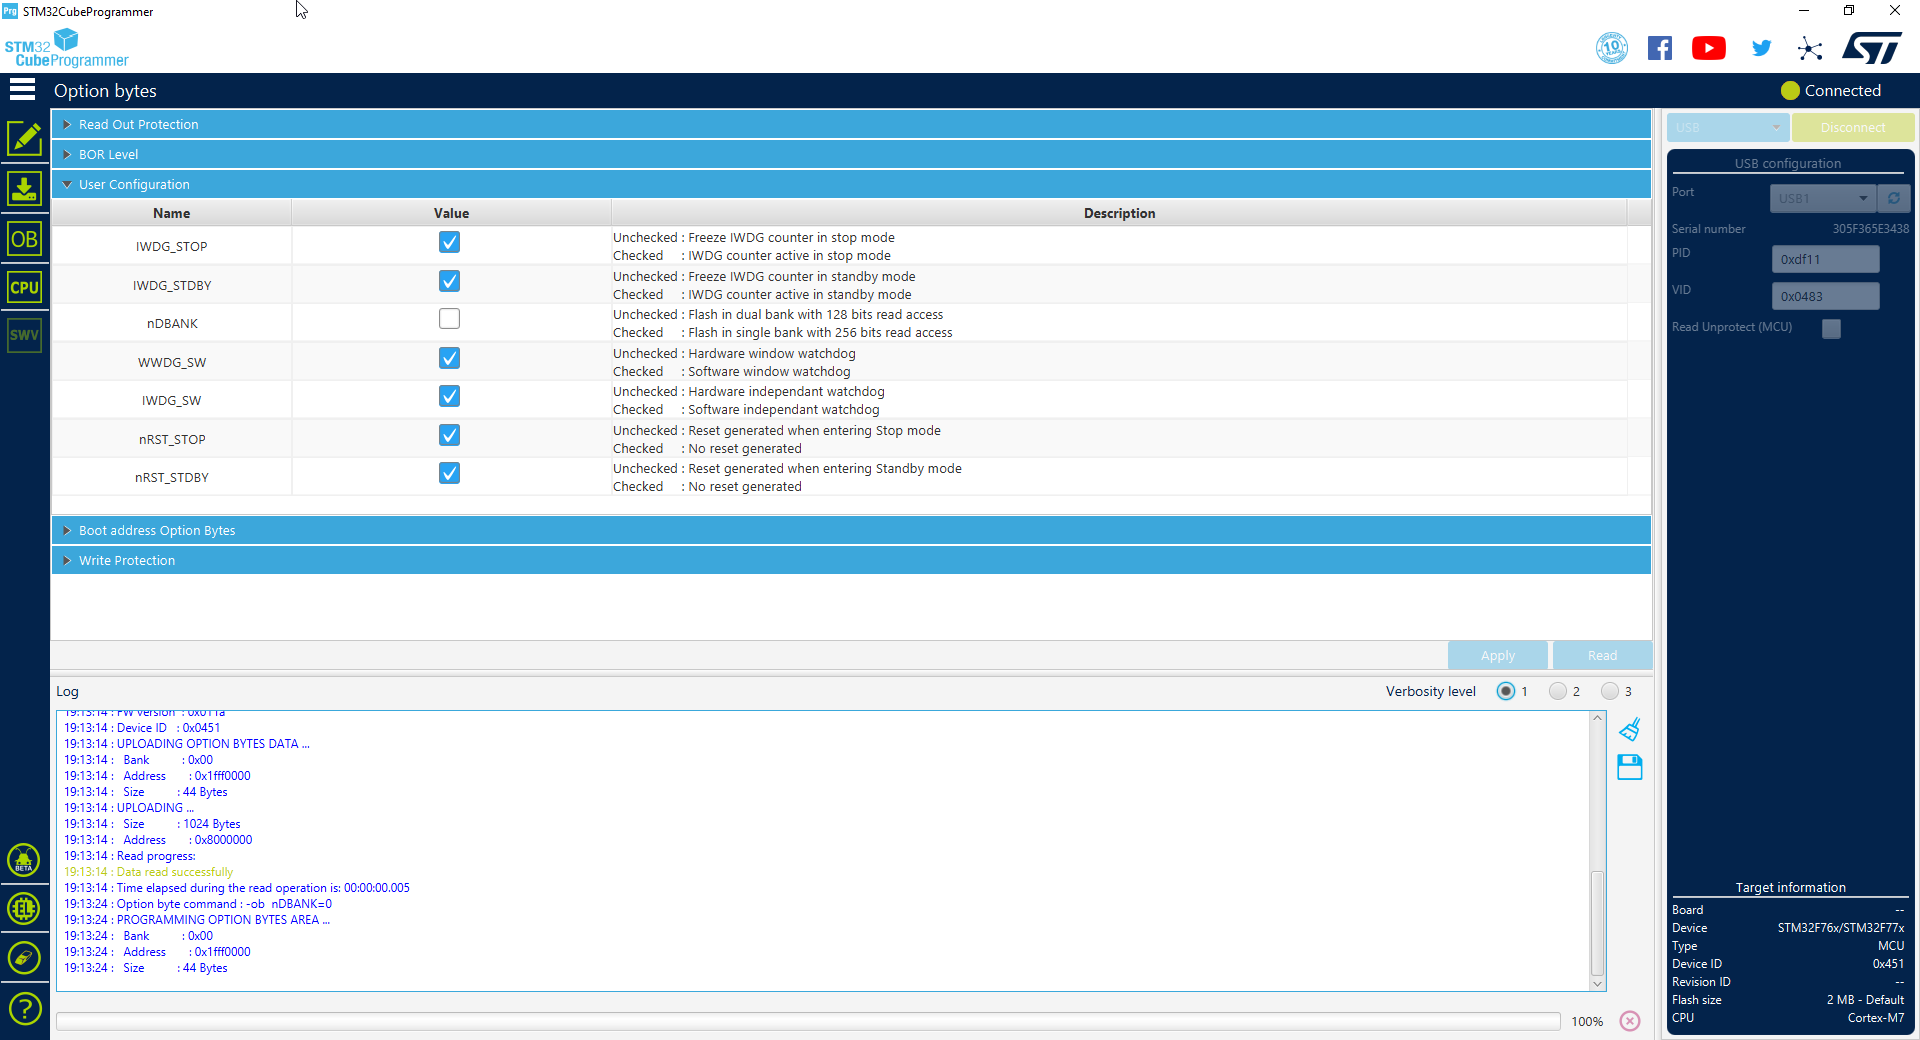 Prg STM32CubeProgrammer
STM32
CubeProgrammer
10
Option bytes
Connected
Read Out Protection
BOR Level
User Configuration
Name Value Description
IWDG_STOP
Unchecked : Freeze IWDG counter in stop mode
Checked : IWDG counter active in stop mode
IWDG_STDBY
Unchecked : Freeze IWDG counter in standby mode
Checked : IWDG counter active in standby mode
nDBANK
Unchecked : Flash in dual bank with 128 bits read access
Checked : Flash in single bank with 256 bits read access
WWDG_SW
Unchecked : Hardware window watchdog
Checked : Software window watchdog
IWDG_SW
Unchecked : Hardware independant watchdog
Checked : Software independant watchdog
nRST_STOP
Unchecked : Reset generated when entering Stop mode
Checked : No reset generated
nRST_STDBY
Unchecked : Reset generated when entering Standby mode
Checked : No reset generated
Boot address Option Bytes
Write Protection
Apply Read
OB
CPU
SWV
BETA
Log
Verbosity level 1 2 3
19:13:14 : FW version : 0x011a
19:13:14 : Device ID : 0x0451
19:13:14 : UPLOADING OPTION BYTES DATA ...
19:13:14 : Bank : 0x00
19:13:14 : Address : 0x1fff0000
19:13:14 : Size : 44 Bytes
19:13:14 : UPLOADING ...
19:13:14 : Size : 1024 Bytes
19:13:14 : Address : 0x8000000
19:13:14 : Read progress:
19:13:14 : Data read successfully
19:13:14 : Time elapsed during the read operation is: 00:00:00.005
19:13:24 : Option byte command : -ob nDBANK=0
19:13:24 : PROGRAMMING OPTION BYTES AREA ...
19:13:24 : Bank : 0x00
19:13:24 : Address : 0x1fff0000
19:13:24 : Size : 44 Bytes
100%
USB Disconnect
USB configuration
Port USB1
Serial number 305F365E3438
PID 0xdf11
VID 0x0483
Read Unprotect (MCU)
Target information
Board --
Device STM32F76x/STM32F77x
Type MCU
Device ID 0x451
Revision ID --
Flash size 2 MB - Default
CPU Cortex-M7